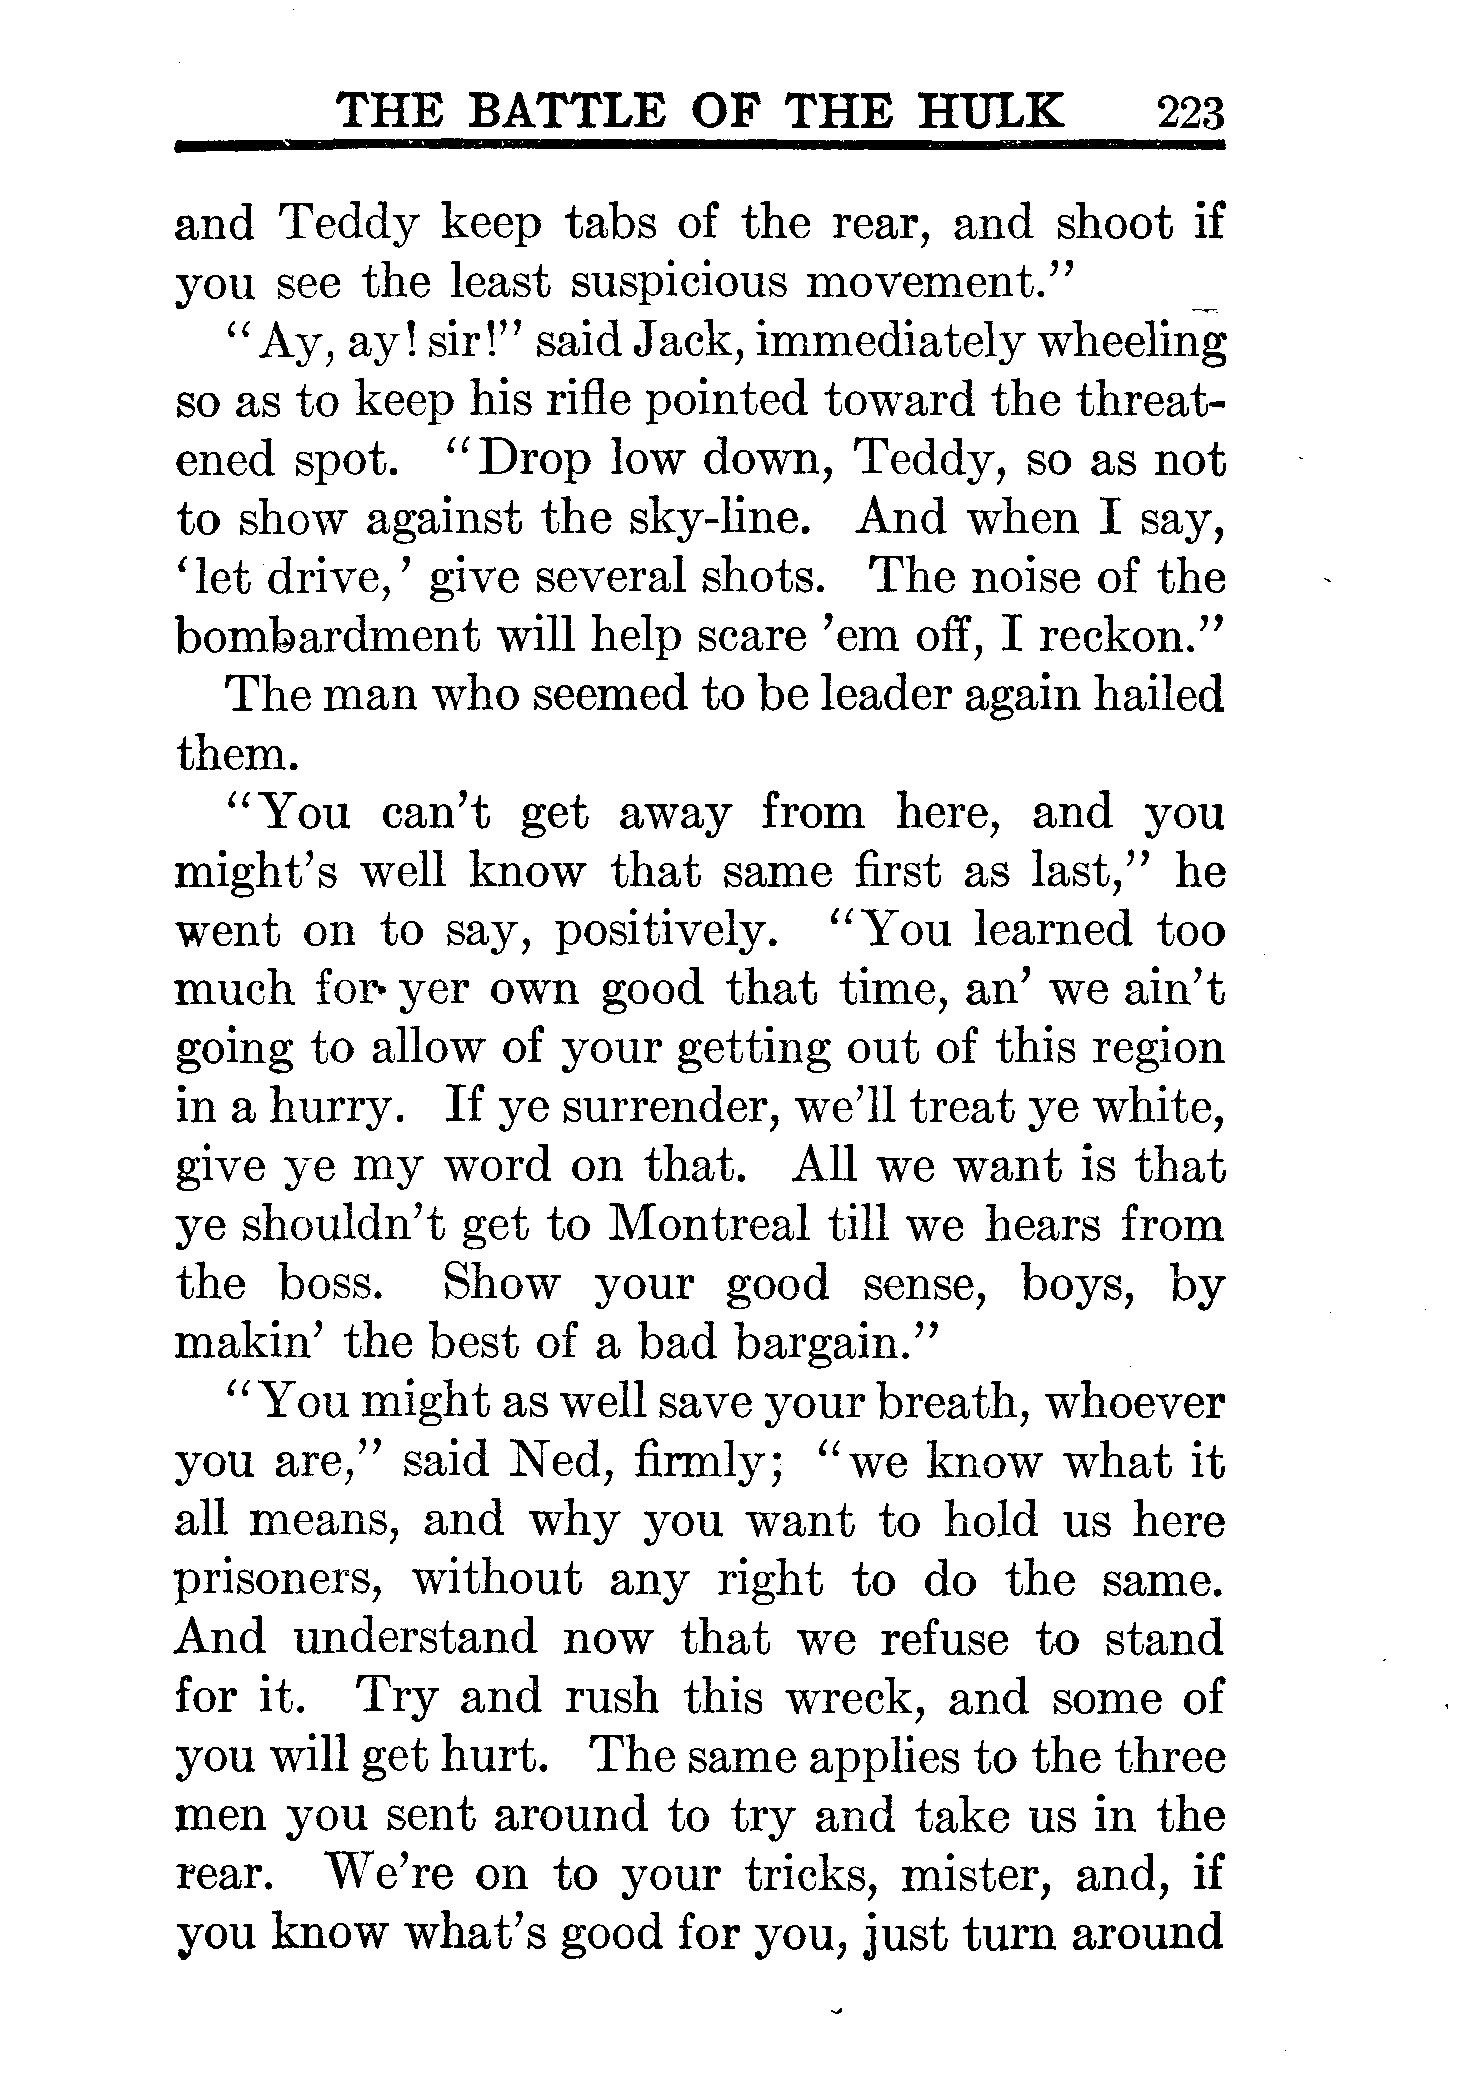 THE BATTLE OF THE HULK 223
and Teddy keep tabs of the rear, and shoot if
you see the least suspicious movement."
"Ay, ay! sir!" said Jack, immediately wheeling
so as to keep his rifle pointed toward the threat-
ened spot. "Drop low down, Teddy, so as not
to show against the sky-line. And when I say,
'let drive,' give several shots. The noise of the
bombardment will help scare 'em off, I reckon."
The man who seemed to be leader again hailed
them.
"You can't get away from here, and you
might's well know that same first as last," he
went on to say, positively. "You learned too
much for yer own good that time, an' we ain't
going to allow of your getting out of this region
in a hurry. If ye surrender, we'll treat ye white,
give ye my word on that. All we want is that
ye shouldn't get to Montreal till we hears from
the boss. Show your good sense, boys, by
makin' the best of a bad bargain."
"You might as well save your breath, whoever
you are," said Ned, firmly; "we know what it
all means, and why you want to hold us here
prisoners, without any right to do the same.
And understand now that we refuse to stand
for it. Try and rush this wreck, and some of
you will get hurt. The same applies to the three
men you sent around to try and take us in the
rear. We're on to your tricks, mister, and, if
you know what's good for you, just turn around